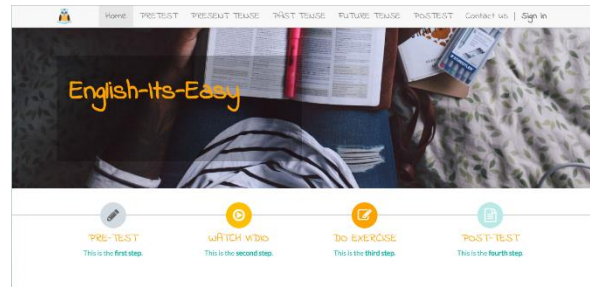 Home PRETEST PRESENT TENSE PAST TENSE FUTURE TENSE POSTEST Contact us | Sign in
English-Its-Easy
PRE-TEST WATCH VIDIO DO EXERCISE POST-TEST
This is the first step. This is the second step. This is the third step. This is the fourth step.